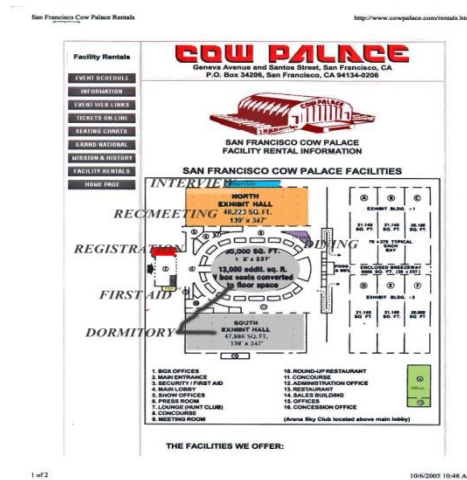 San Francisco Cow Palace Rentals
http://www.cowpalace.com/rentals.ht
Facility Rentals
EVENT SCHEDULE
INFORMATION
EVENT WEB LINKS
TICKETS ON-LINE
SEATING CHARTS
GRAND NATIONAL
MISSION & HISTORY
FACILITY RENTALS
HOME PAGE
COW PALACE
Geneva Avenue and Santos Street, San Francisco, CA
P.O. Box 34206, San Francisco, CA 94134-0206
COW PALACE
SAN FRANCISCO COW PALACE
FACILITY RENTAL INFORMATION
SAN FRANCISCO COW PALACE FACILITIES
INTERVIEW
NORTH
EXHIBIT HALL
48,223 SQ. FT.
139' x 347'
REC/MEETING
REGISTRATION
DINING
13,000 addtl. sq. ft.
box seats converted
to floor space
FIRST AID
DORMITORY
SOUTH
EXHIBIT HALL
47,886 SQ. FT.
138' x 347'
EXHIBIT HALL
ENCLOSED BREEZEWAY
EXHIBIT HALL
1. BOX OFFICES
2. MAIN ENTRANCE
3. SECURITY / FIRST AID
5. SHOW OFFICES
6. PRESS ROOM
7. LOUNGE (HUNT CLUB)
8. CONCOURSE
9. MEETING ROOM
10. ROUND-UP RESTAURANT
11. CONCOURSE
12. ADMINISTRATION OFFICE
13. RESTAURANT
14. SALES BUILDING
15. OFFICES
16. CONCESSION OFFICE
(Arena Sky Club located above main lobby)
THE FACILITIES WE OFFER:
1 of 2
10/6/2005 10:48 A